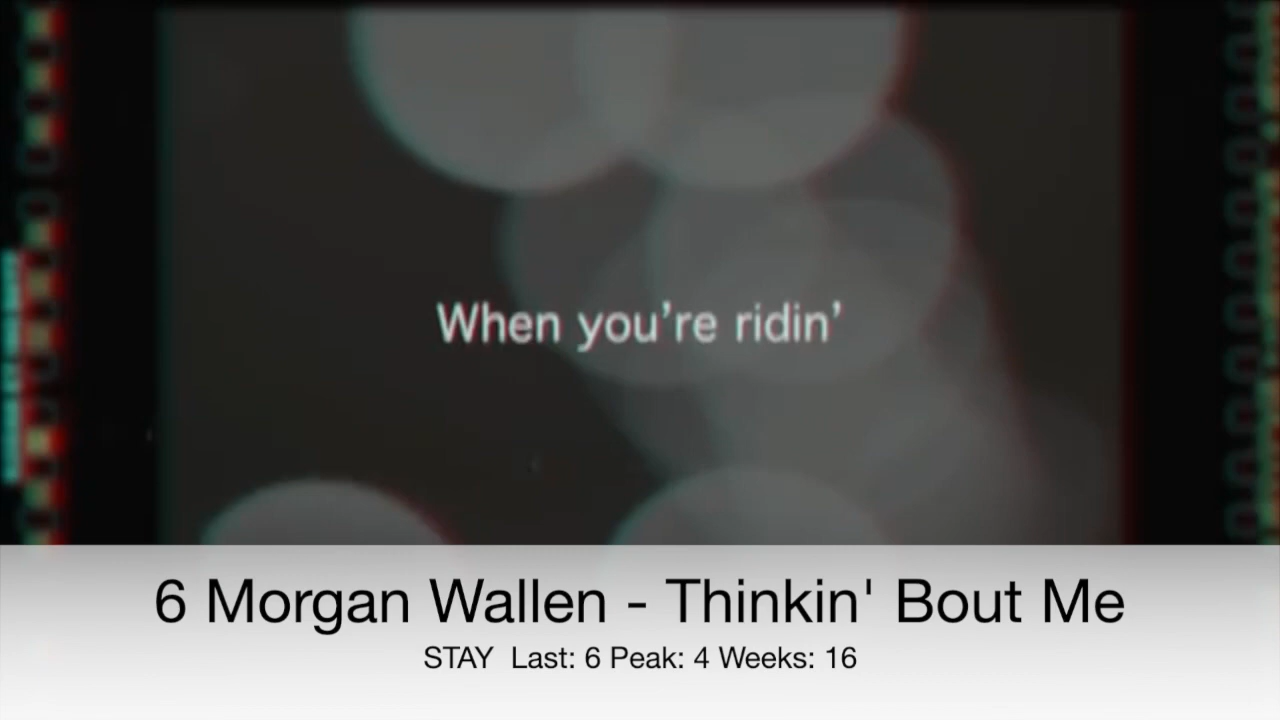 When you're ridin'
6 Morgan Wallen - Thinkin' Bout Me
STAY  Last: 6 Peak: 4 Weeks: 16